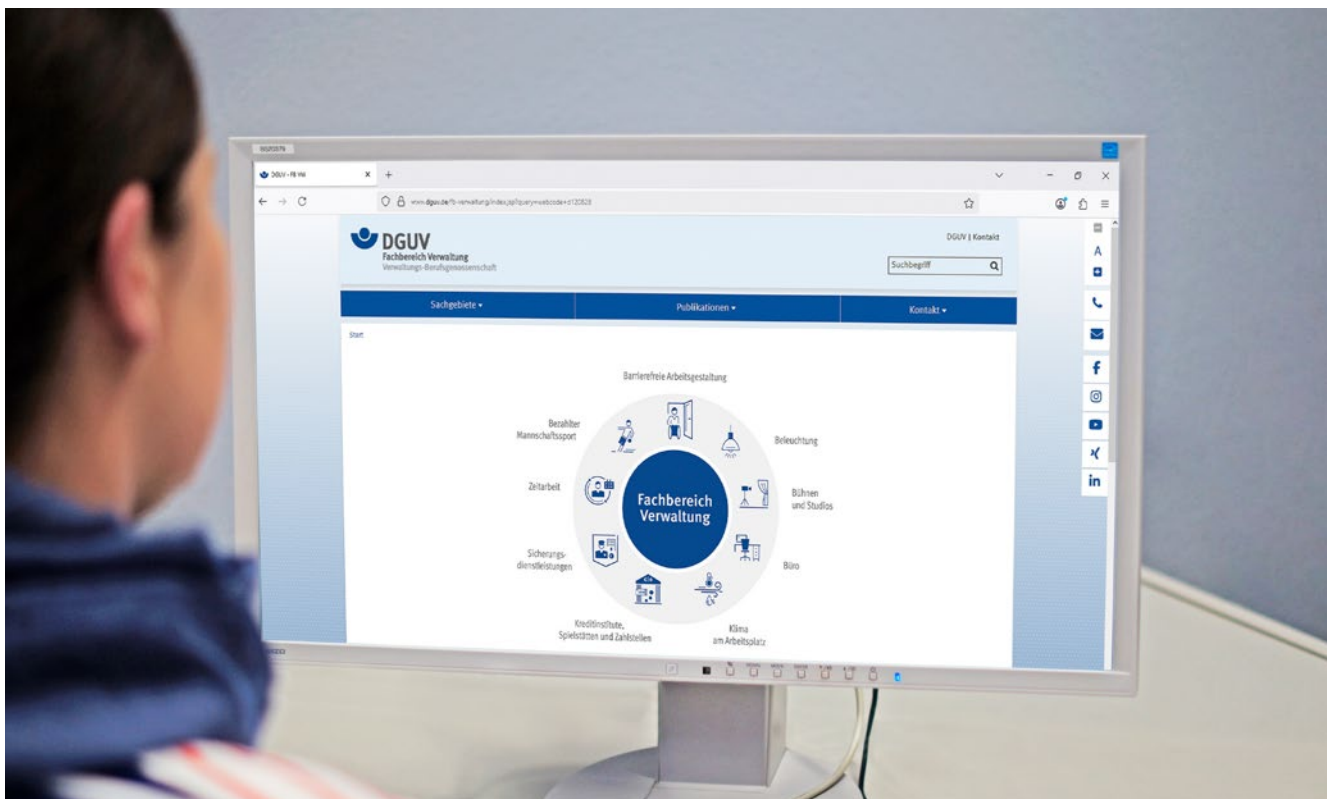 DGUV - FB VW
www.dguv.de/fb-verwaltung/index.jsp?query=webcode+d120828
DGUV
Fachbereich Verwaltung
Verwaltungs-Berufsgenossenschaft
DGUV | Kontakt
Suchbegriff
A
Sachgebiete
Publikationen
Kontakt
Start
Barrierefreie Arbeitsgestaltung
Bezahlter
Mannschaftssport
Beleuchtung
Zeitarbeit
Bühnen
und Studios
Fachbereich
Verwaltung
Sicherungs-
dienstleistungen
Büro
Kreditinstitute,
Spielstätten und Zahlstellen
Klima
am Arbeitsplatz